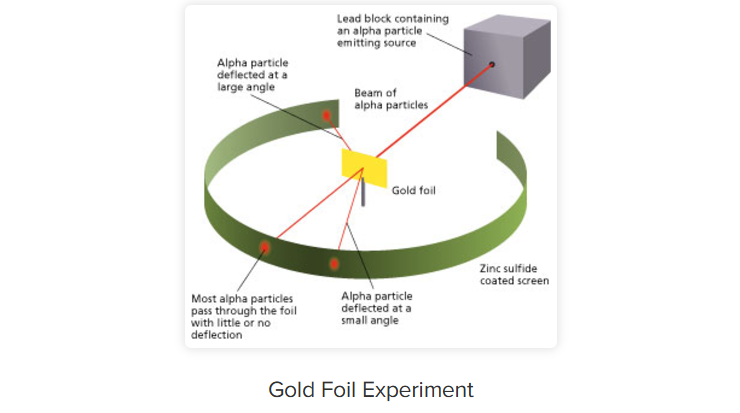 Lead block containing
an alpha particle
emitting source
Alpha particle
deflected at a
large angle
Beam of
alpha particles
Gold foil
Zinc sulfide
coated screen
Most alpha particles
pass through the foil
with little or no
deflection
Alpha particle
deflected at a
small angle
Gold Foil Experiment